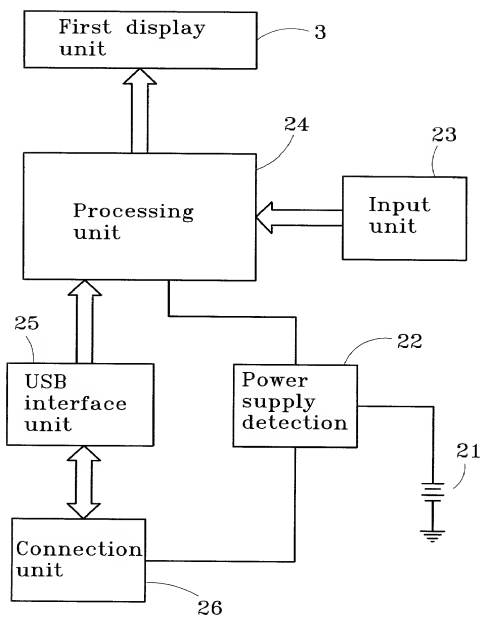 First display
unit
3
24
23
Processing
unit
Input
unit
25
22
USB
interface
unit
Power
supply
detection
21
Connection
unit
26